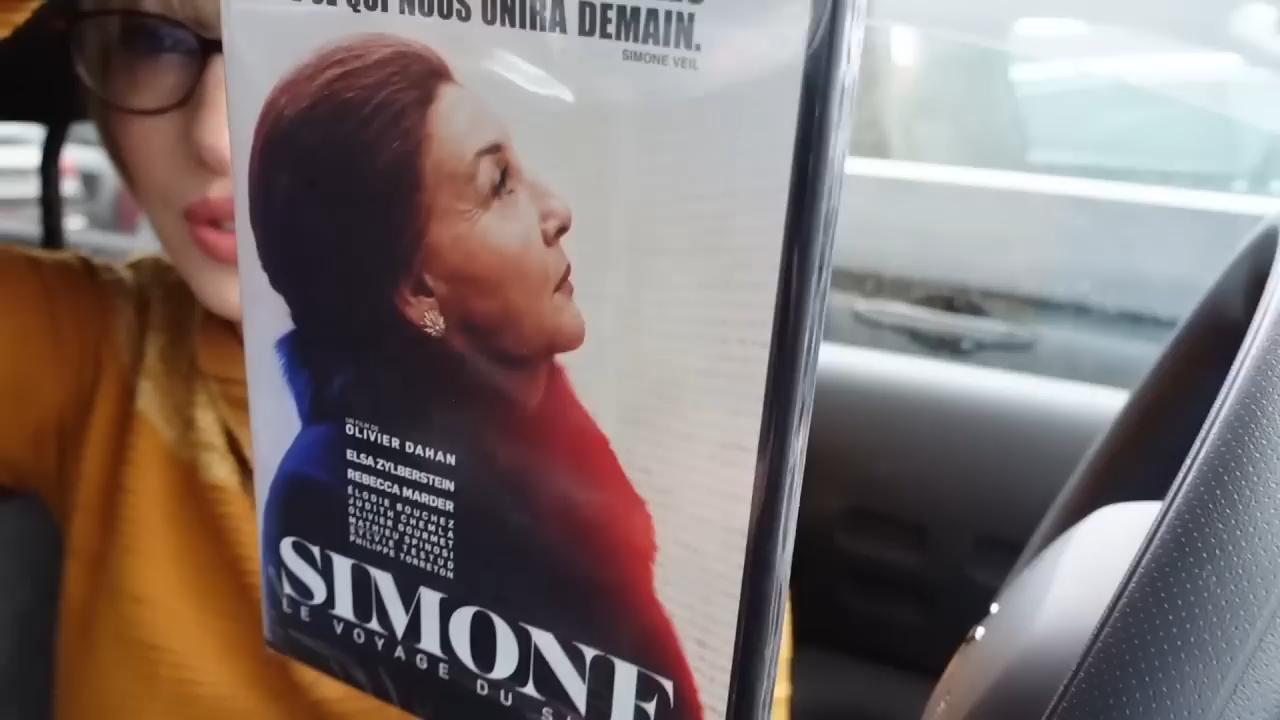 QUI NOUS UNIRA DEMAIN.
SIMONE VEIL
UN FILM DE
OLIVIER DAHAN
ELSA ZYLBERSTEIN
REBECCA MARDER
ÉLODIE BOUCHEZ
JUDITH CHEMLA
OLIVIER GOURMET
MATHIEU SPINOSI
SYLVIE TESTUD
PHILIPPE TORRETON
SIMONE
LE VOYAGE DU